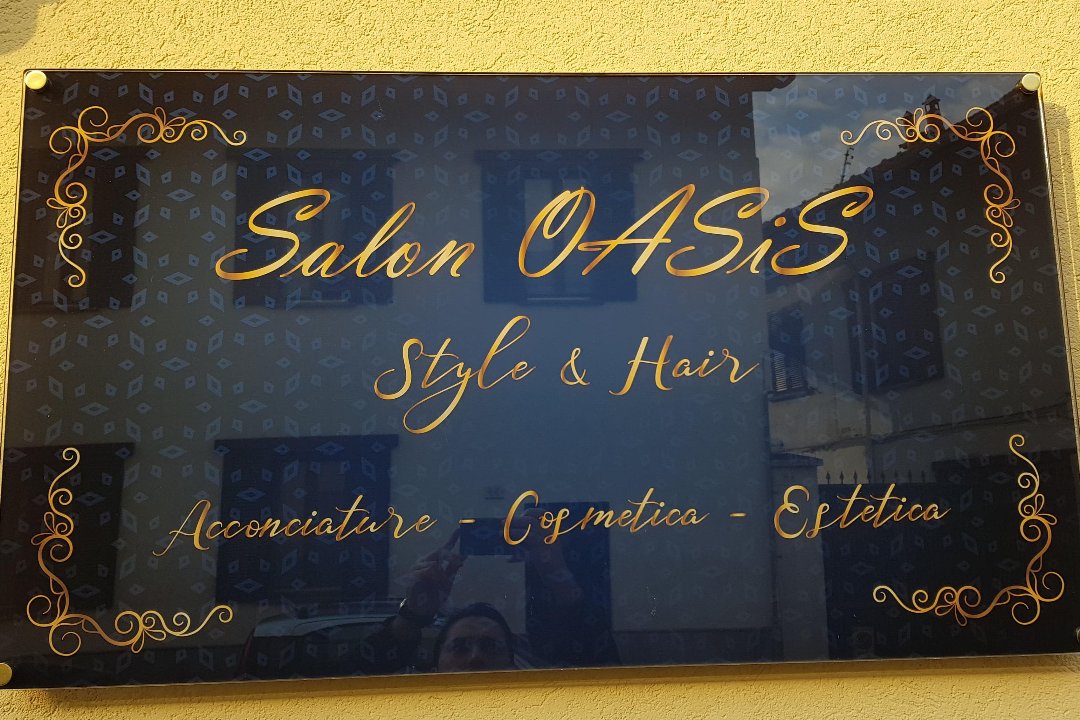 Salon OASiS
Style & Hair
Acconciature - Cosmetica - Estetica